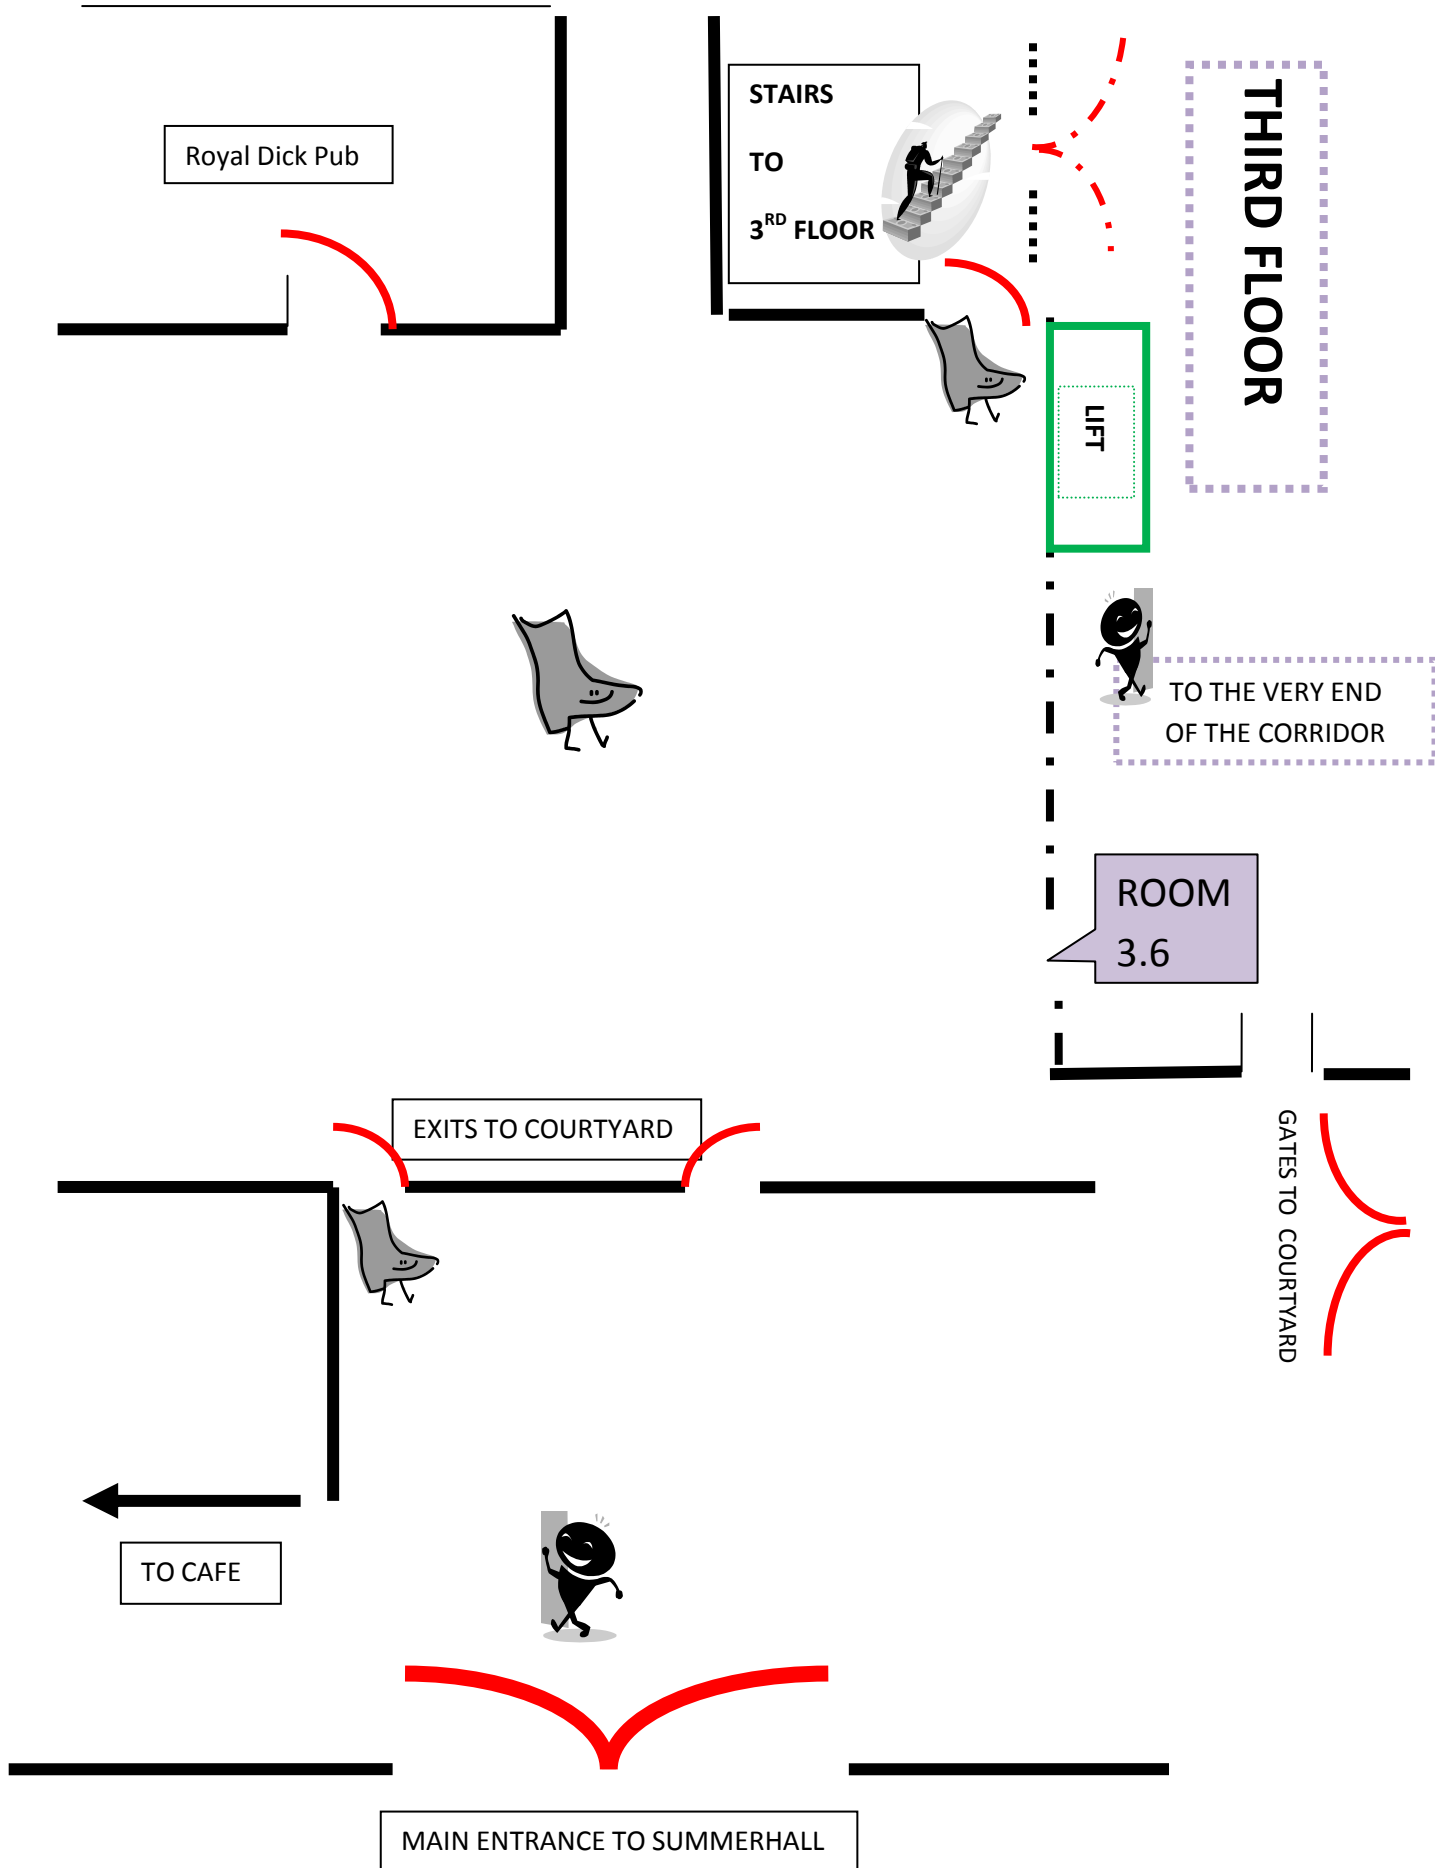 STAIRS
TO
3RD FLOOR
THIRD FLOOR
Royal Dick Pub
LIFT
TO THE VERY END
OF THE CORRIDOR
ROOM
3.6
EXITS TO COURTYARD
GATES TO COURTYARD
TO CAFE
MAIN ENTRANCE TO SUMMERHALL